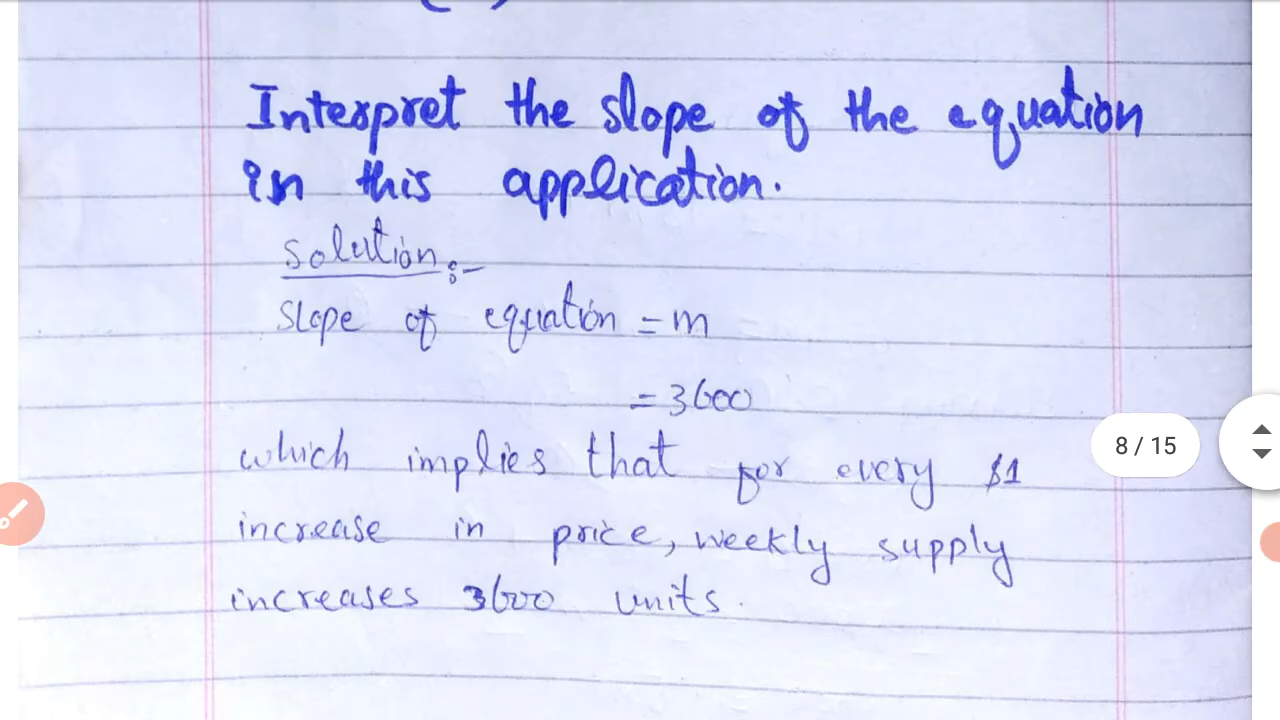 Interpret the slope of the equation
in this application.
Solution:-
Slope of equation = m
= 3600
which implies that for every $1
increase in price, weekly supply
increases 3600 units.
8 / 15